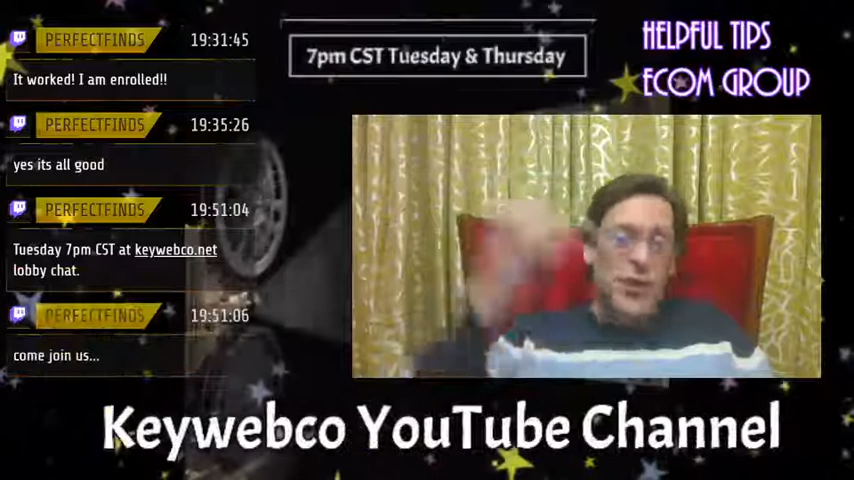 PERFECTFINDS 19:31:45
It worked! I am enrolled!!
PERFECTFINDS 19:35:26
yes its all good
PERFECTFINDS 19:51:04
Tuesday 7pm CST at keywebco.net
lobby chat.
PERFECTFINDS 19:51:06
come join us...
7pm CST Tuesday & Thursday
HELPFUL TIPS
ECOM GROUP
Keywebco YouTube Channel